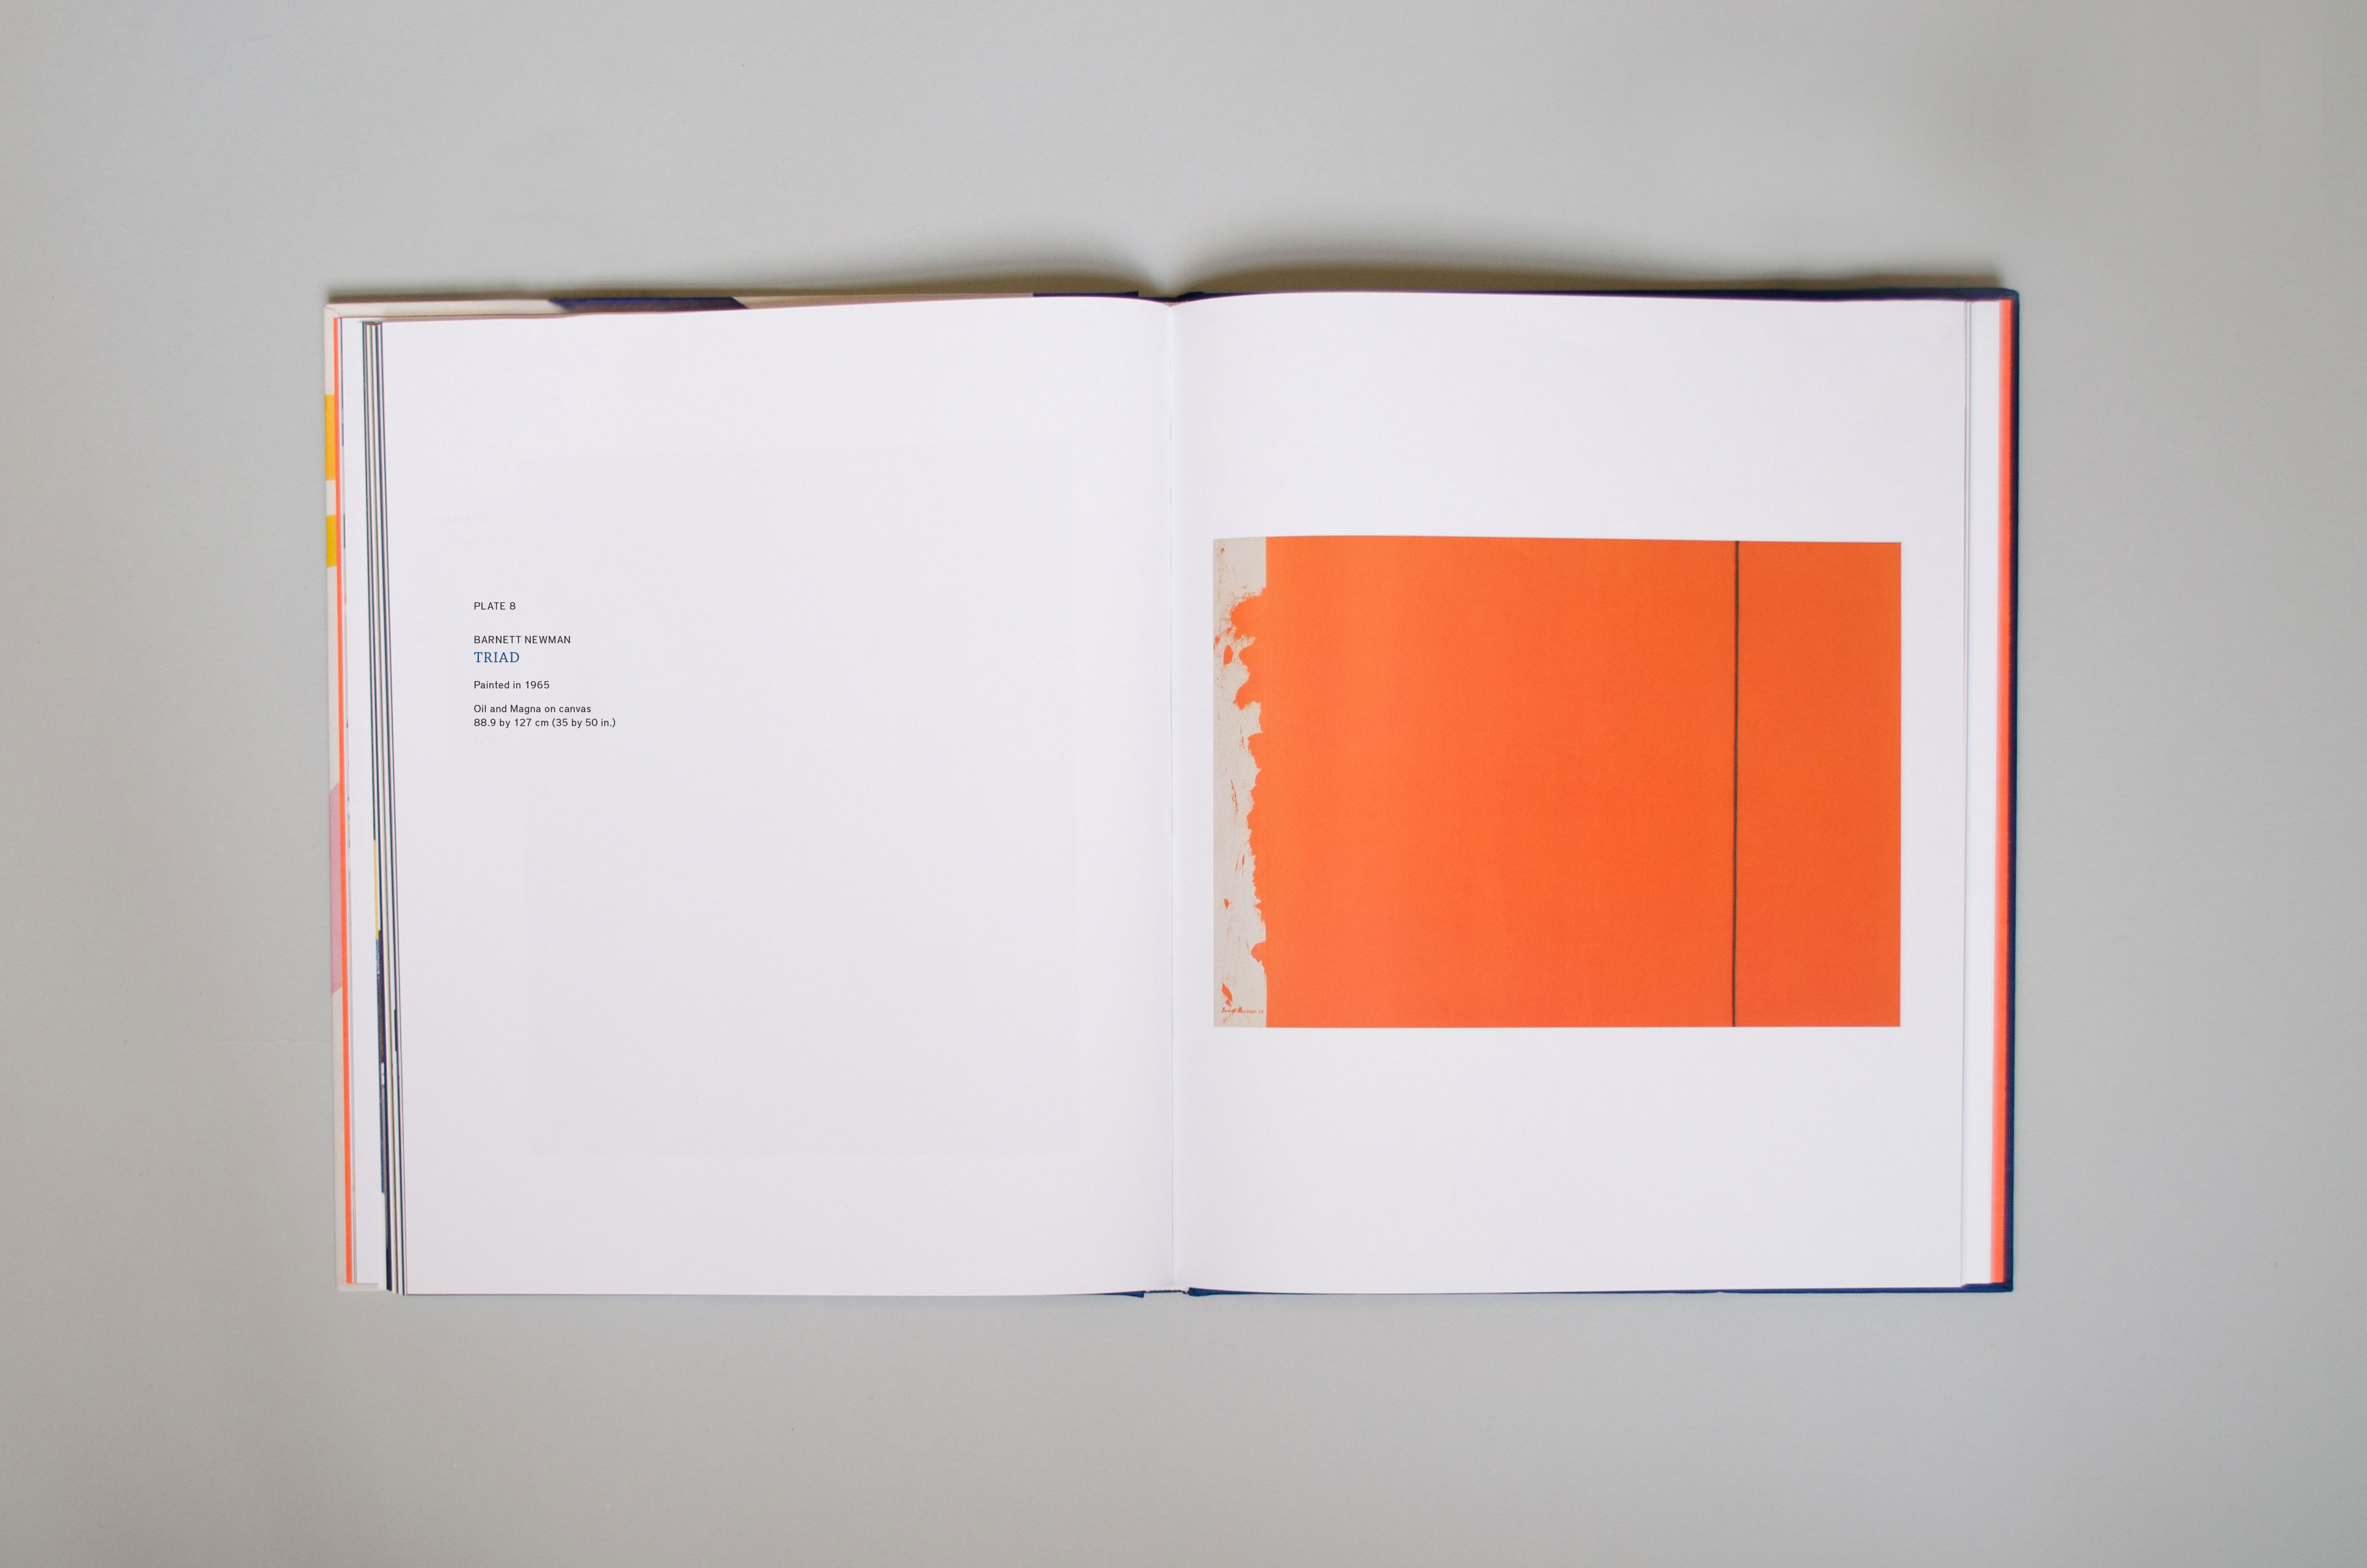 PLATE 8
BARNETT NEWMAN
TRIAD
Painted in 1965
Oil and Magna on canvas
88.9 by 127 cm (35 by 50 in.)